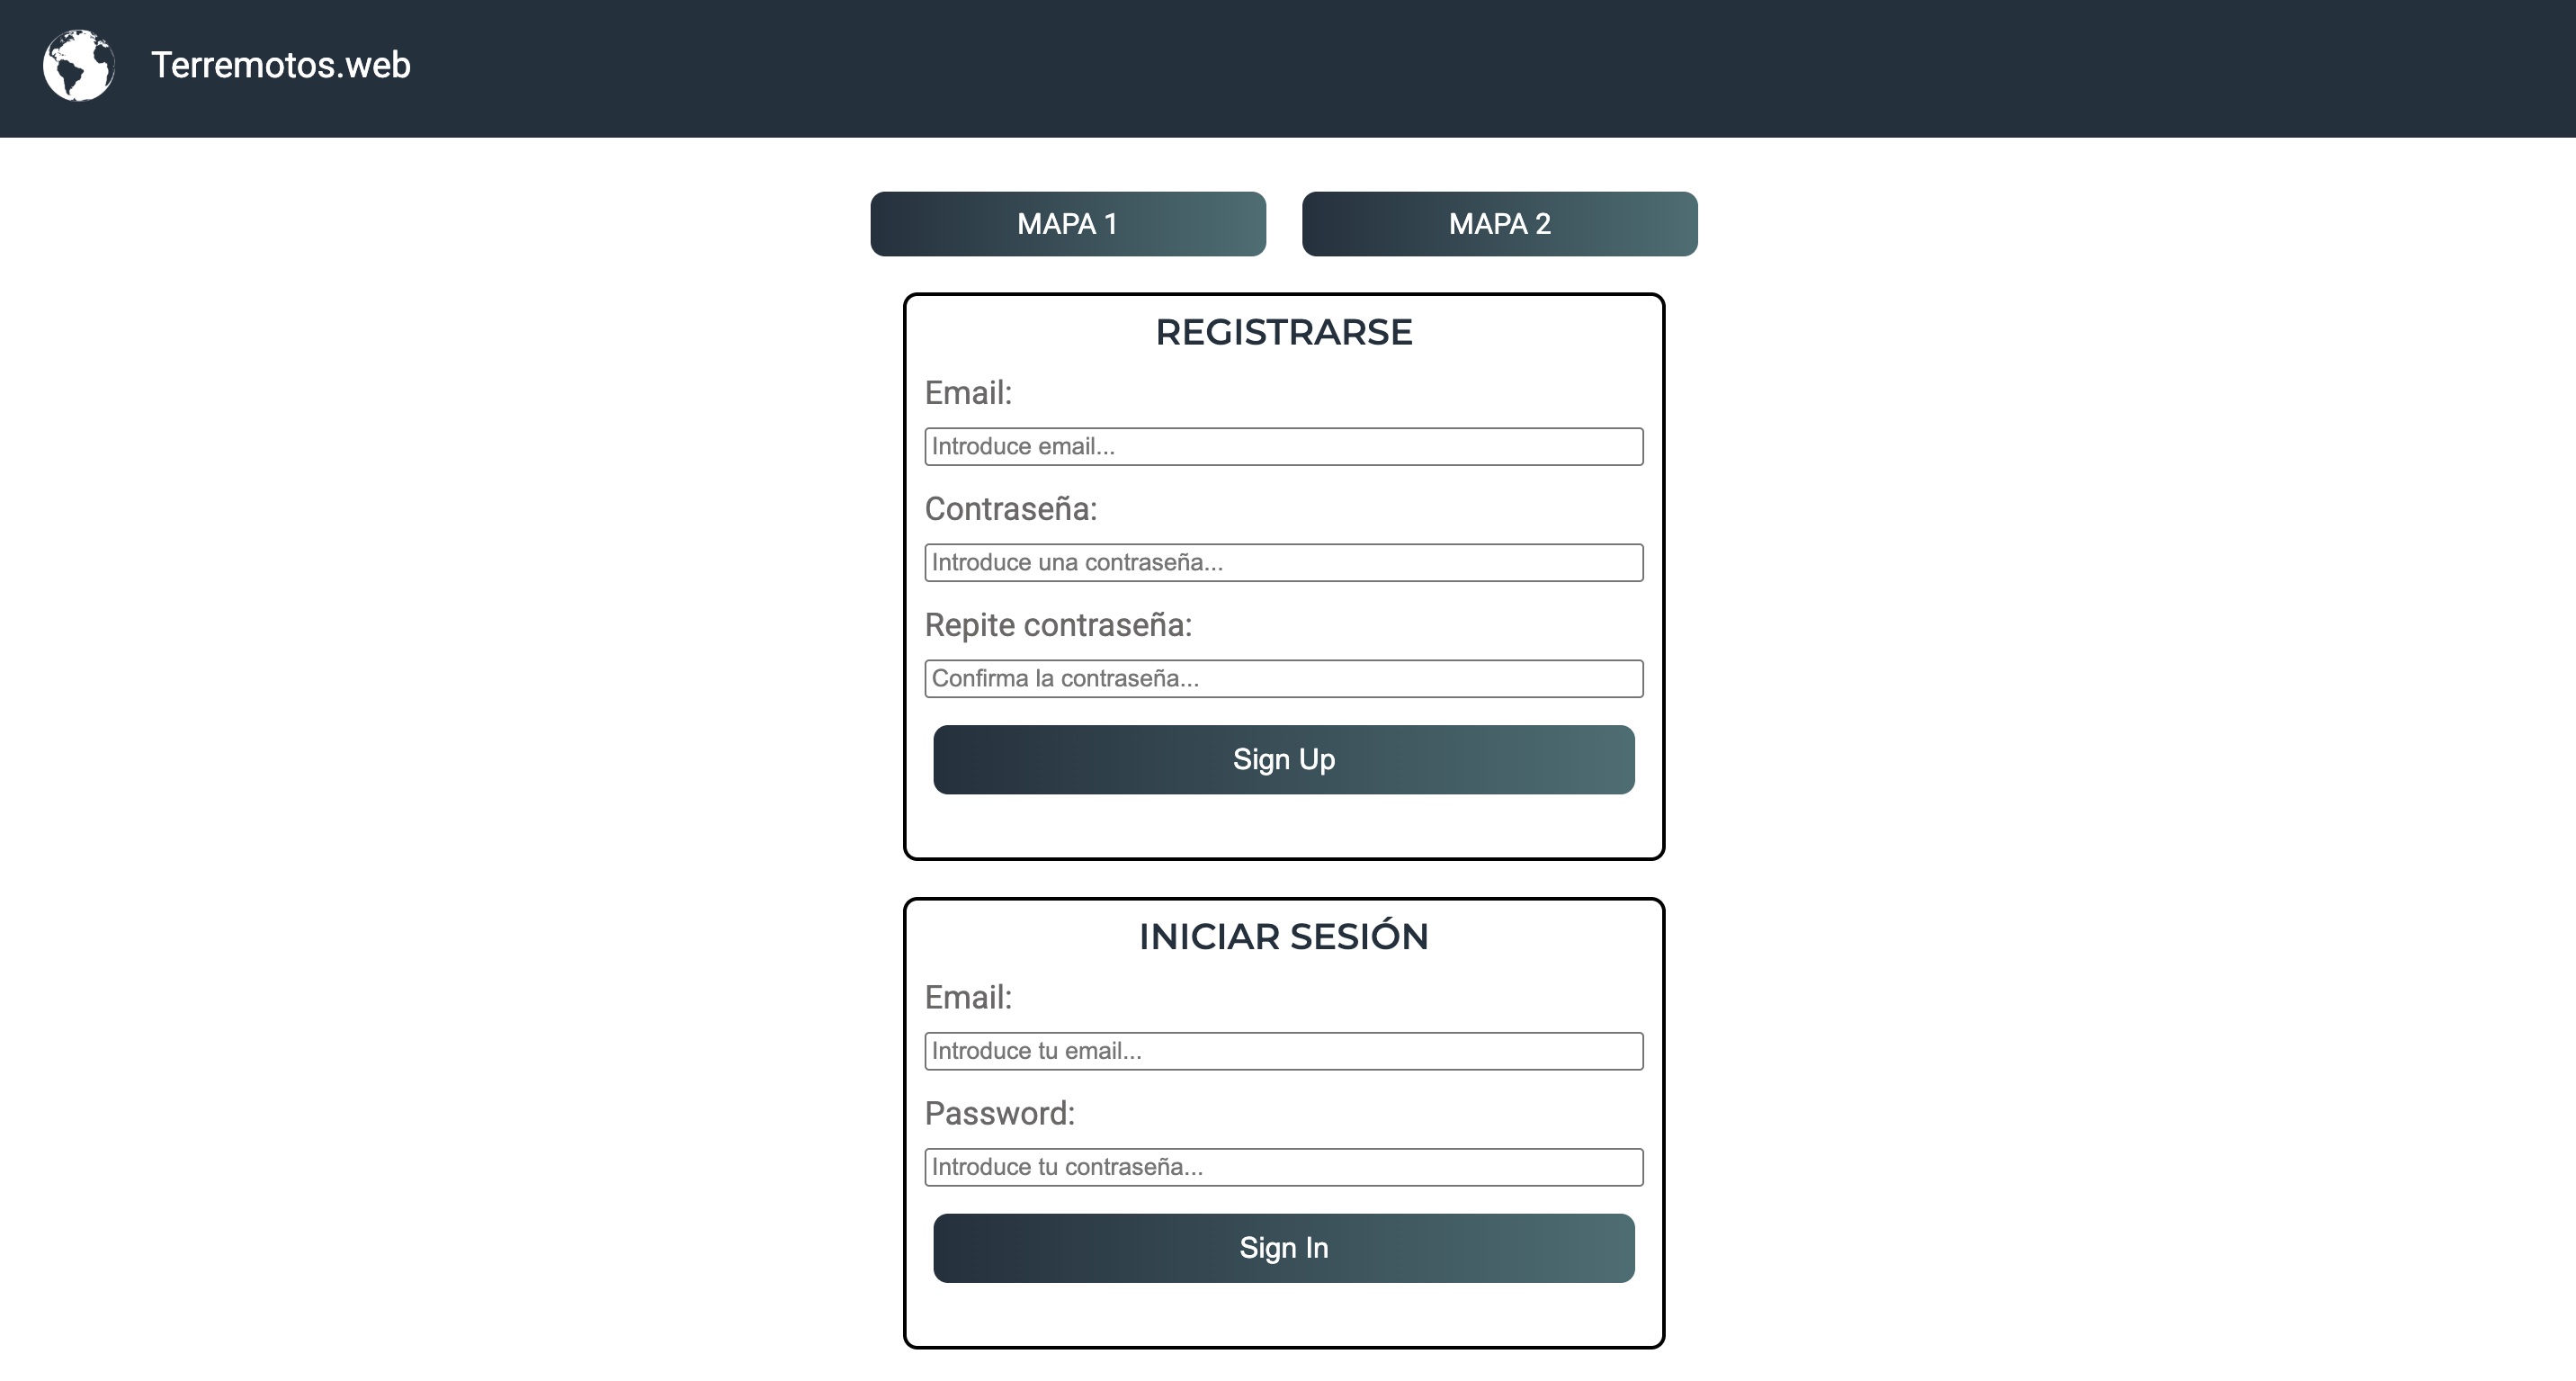 Terremotos.web
MAPA 1
MAPA 2
REGISTRARSE
Email:
Introduce email...
Contraseña:
Introduce una contraseña...
Repite contraseña:
Confirma la contraseña...
Sign Up
INICIAR SESIÓN
Email:
Introduce tu email...
Password:
Introduce tu contraseña...
Sign In